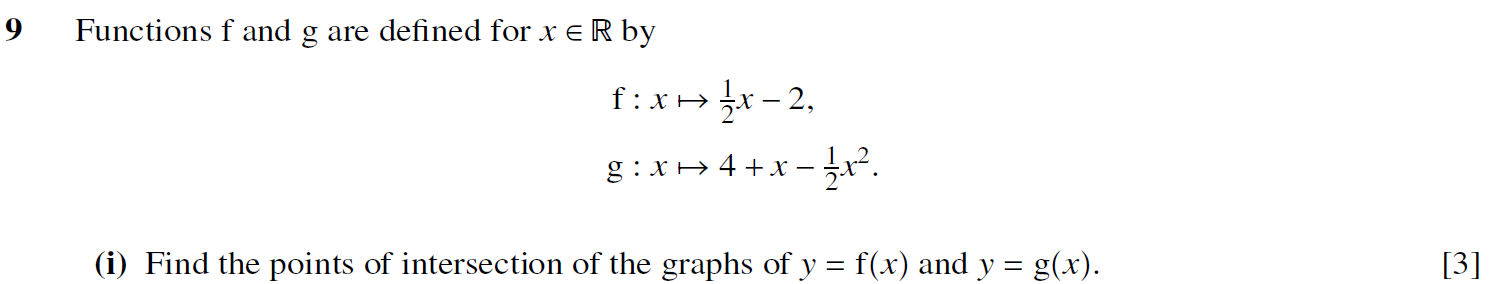 9 Functions f and g are defined for x ∈ ℝ by
f : x ↦ ½x − 2,
g : x ↦ 4 + x − ½x².
(i) Find the points of intersection of the graphs of y = f(x) and y = g(x). [3]